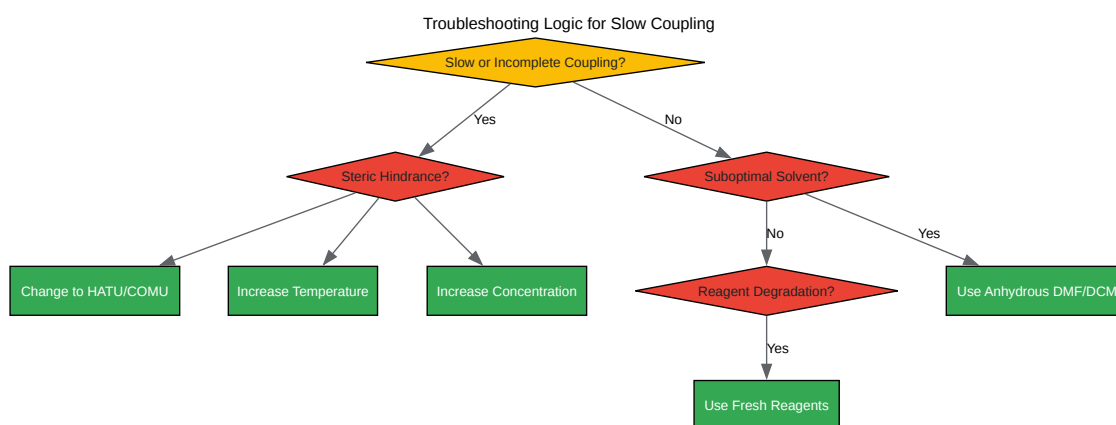 Troubleshooting Logic for Slow Coupling
Slow or Incomplete Coupling?
Yes
No
Steric Hindrance?
Suboptimal Solvent?
No
Yes
Change to HATU/COMU
Increase Temperature
Increase Concentration
Reagent Degradation?
Use Anhydrous DMF/DCM
Yes
Use Fresh Reagents